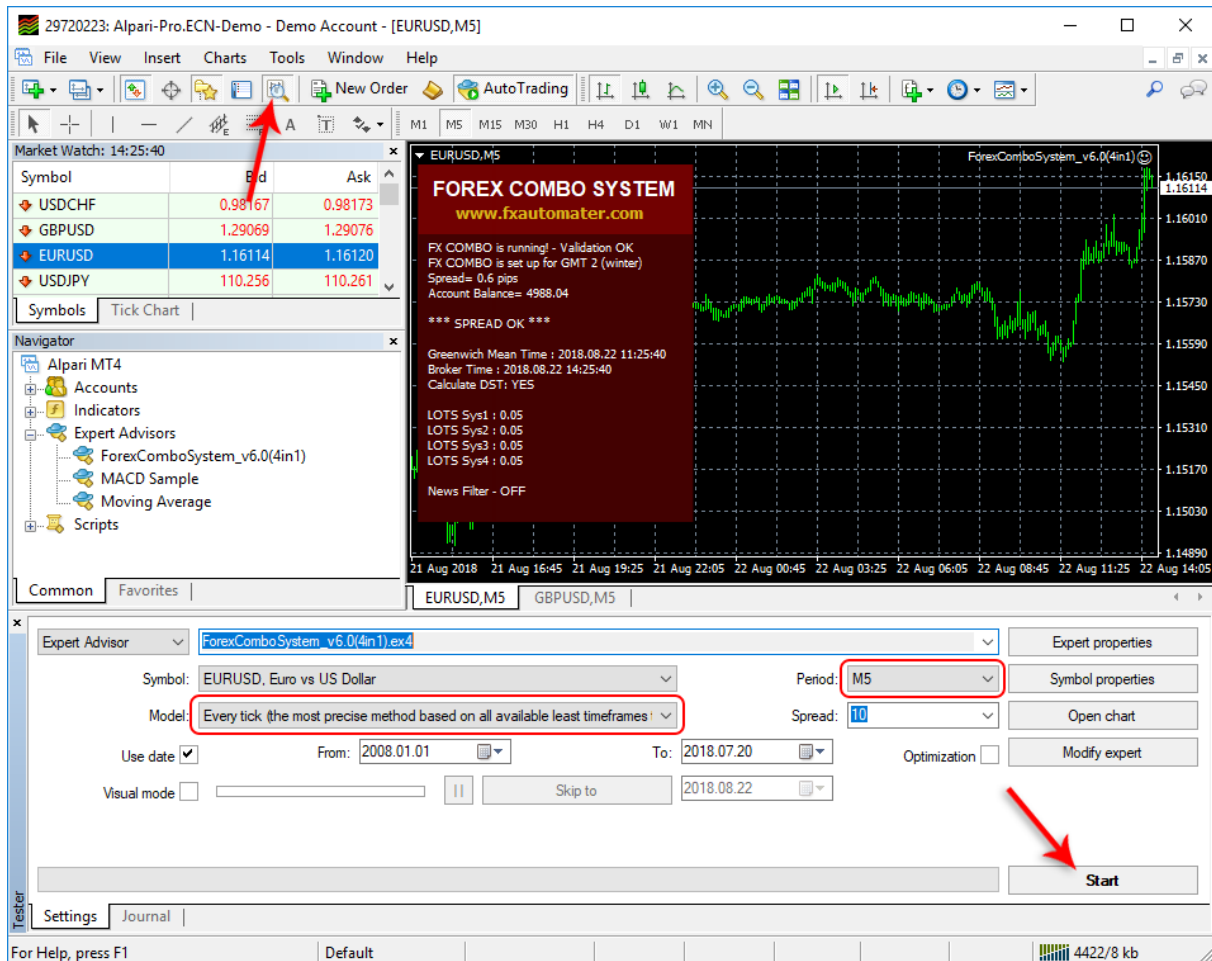 29720223: Alpari-Pro.ECN-Demo - Demo Account - [EURUSD,M5]
File View Insert Charts Tools Window Help
New Order AutoTrading
A T M1 M5 M15 M30 H1 H4 D1 W1 MN
Market Watch: 14:25:40
Symbol Ask
USDCHF 0.98167 0.98173
GBPUSD 1.29069 1.29076
EURUSD 1.16114 1.16120
USDJPY 110.256 110.261
Symbols Tick Chart
Navigator
Alpari MT4
Accounts
Indicators
Expert Advisors
ForexComboSystem_v6.0(4in1)
MACD Sample
Moving Average
Scripts
Common Favorites
EURUSD,M5 ForexComboSystem_v6.0(4in1)
FOREX COMBO SYSTEM
www.fxautomater.com
FX COMBO is running! - Validation OK
FX COMBO is set up for GMT 2 (winter)
Spread= 0.6 pips
Account Balance= 4988.04
*** SPREAD OK ***
Greenwich Mean Time : 2018.08.22 11:25:40
Broker Time : 2018.08.22 14:25:40
Calculate DST: YES
LOTS Sys1 : 0.05
LOTS Sys2 : 0.05
LOTS Sys3 : 0.05
LOTS Sys4 : 0.05
News Filter - OFF
1.16150
1.16114
1.16010
1.15870
1.15730
1.15590
1.15450
1.15310
1.15170
1.15030
1.14890
21 Aug 2018 21 Aug 16:45 21 Aug 19:25 21 Aug 22:05 22 Aug 00:45 22 Aug 03:25 22 Aug 06:05 22 Aug 08:45 22 Aug 11:25 22 Aug 14:05
EURUSD,M5 GBPUSD,M5
Expert Advisor ForexComboSystem_v6.0(4in1).ex4 Expert properties
Symbol: EURUSD, Euro vs US Dollar Period: M5 Symbol properties
Model: Every tick (the most precise method based on all available least timeframes Spread: 10 Open chart
Use date From: 2008.01.01 To: 2018.07.20 Optimization Modify expert
Visual mode Skip to 2018.08.22
Start
Tester
Settings Journal
For Help, press F1 Default 4422/8 kb